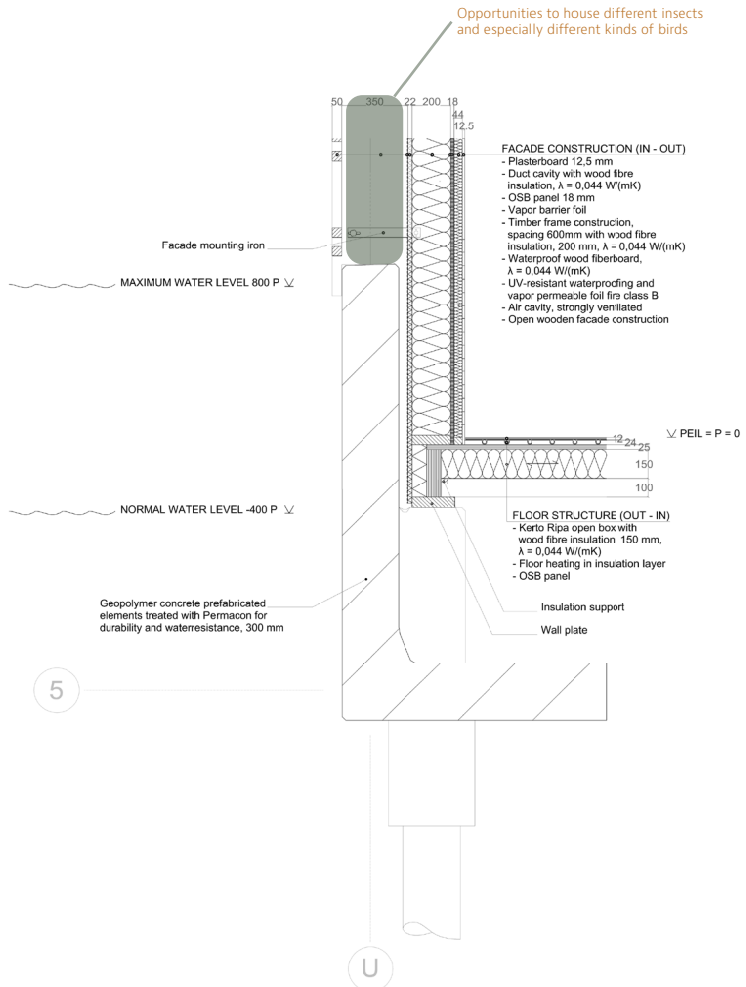 Opportunities to house different insects
and especially different kinds of birds
50
350
22
200
18
44
12.5
FACADE CONSTRUCTION (IN - OUT)
- Plasterboard 12,5 mm
- Duct cavity with wood fibre
insulation, λ = 0,044 W/(mK)
- OSB panel 18 mm
- Vapor barrier foil
- Timber frame construcion,
spacing 600mm with wood fibre
insulation, 200 mm, λ = 0,044 W/(mK)
- Waterproof wood fiberboard,
λ = 0.044 W/(mK)
- UV-resistant waterproofing and
vapor permeable foil fire class B
- Air cavity, strongly ventilated
- Open wooden facade construction
Facade mounting iron
MAXIMUM WATER LEVEL 800 P
PEIL = P = 0
12
24
25
150
100
NORMAL WATER LEVEL -400 P
FLOOR STRUCTURE (OUT - IN)
- Kerto Ripa open box with
wood fibre insulation 150 mm,
λ = 0,044 W/(mK)
- Floor heating in insuation layer
- OSB panel
Geopolymer concrete prefabricated
elements treated with Permacon for
durability and waterresistance, 300 mm
Insulation support
Wall plate
5
U